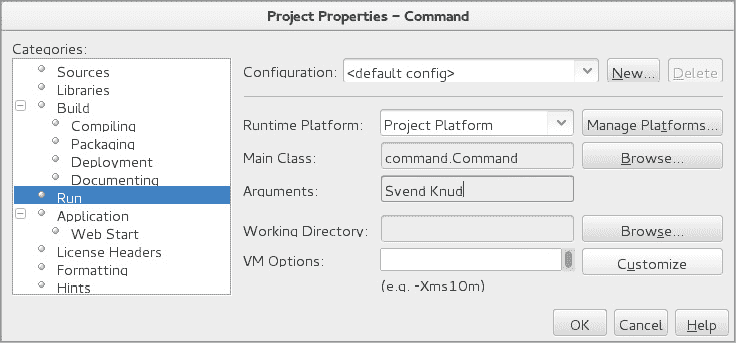 Project Properties – Command
Categories:
Sources
Libraries
Build
Compiling
Packaging
Deployment
Documenting
Run
Application
Web Start
License Headers
Formatting
Hints
Configuration: <default config> New... Delete
Runtime Platform: Project Platform Manage Platforms...
Main Class: command.Command Browse...
Arguments: Svend Knud
Working Directory: Browse...
VM Options: Customize
(e.g. -Xms10m)
OK Cancel Help